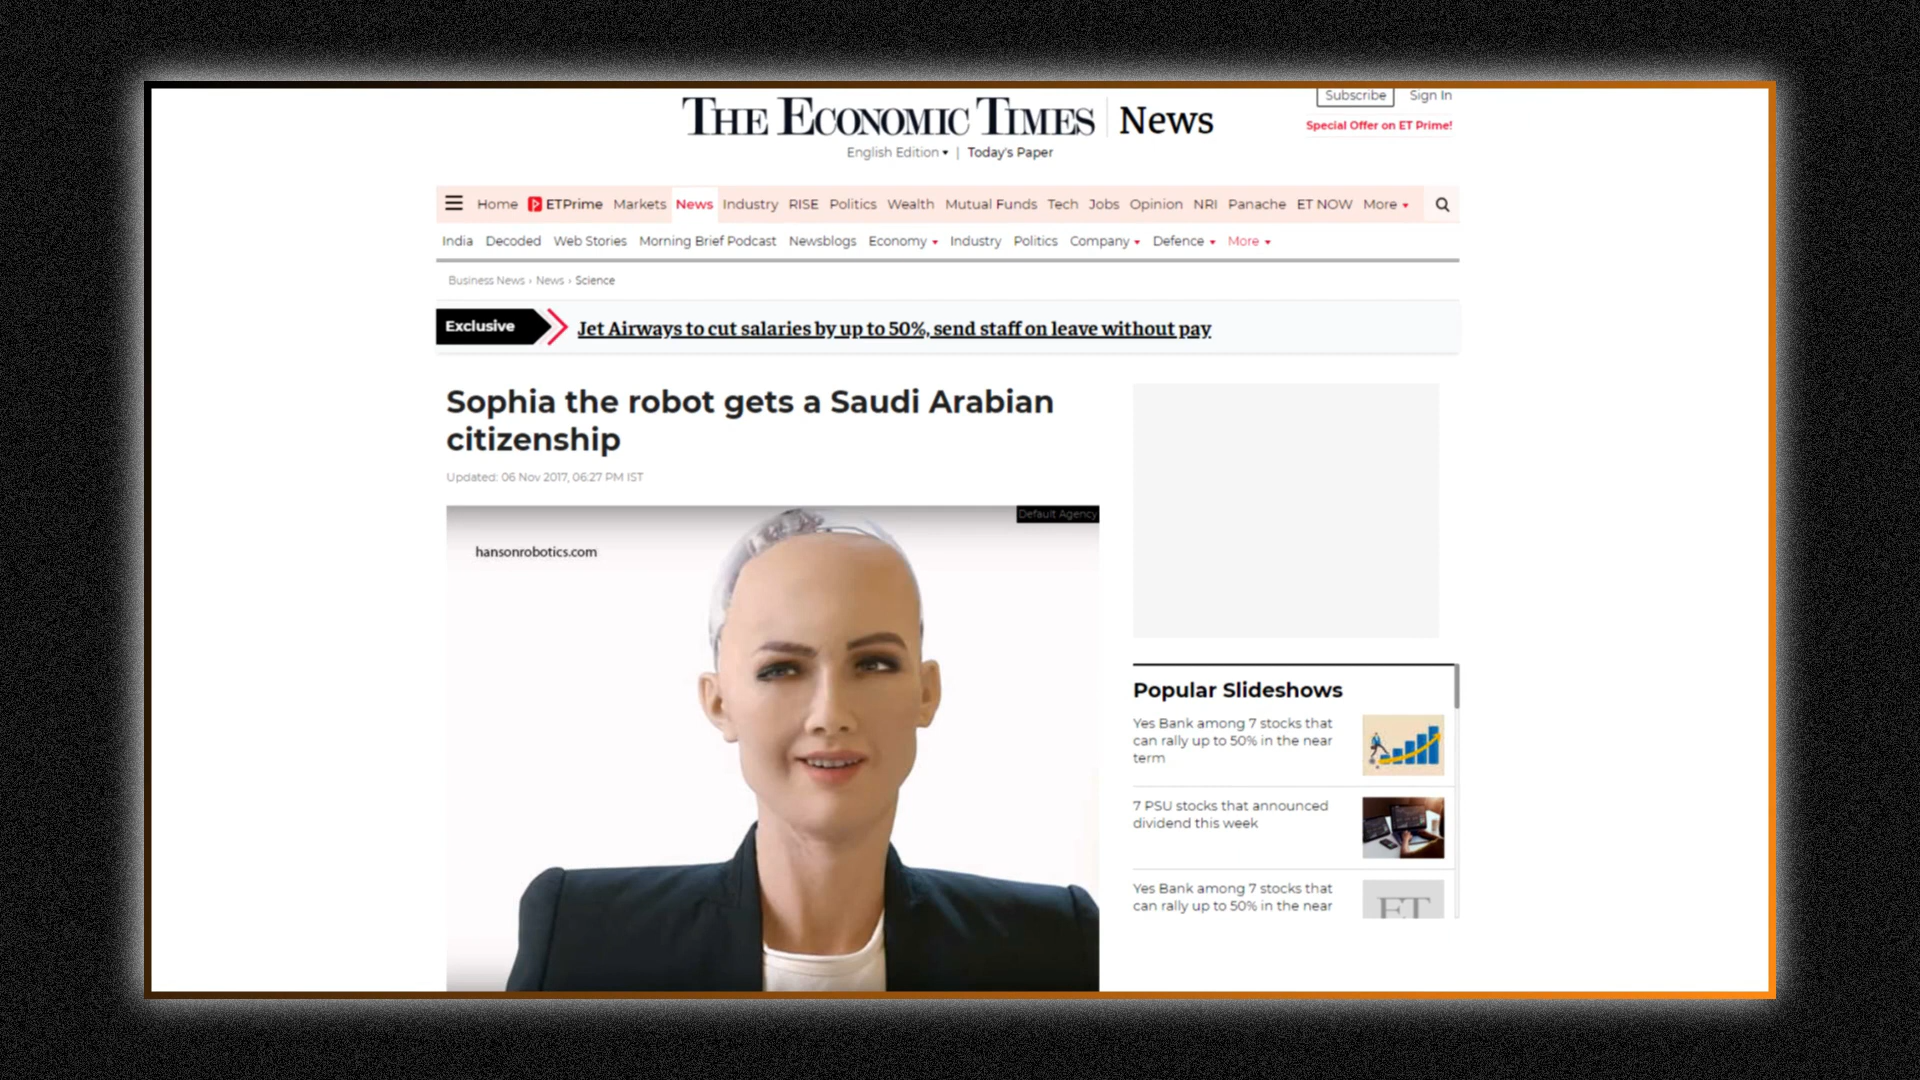 THE ECONOMIC TIMES | News
Subscribe Sign In
Special Offer on ET Prime!
English Edition | Today's Paper
Home ETPrime Markets News Industry RISE Politics Wealth Mutual Funds Tech Jobs Opinion NRI Panache ET NOW More
India Decoded Web Stories Morning Brief Podcast Newsblogs Economy Industry Politics Company Defence More
Business News › News › Science
Exclusive Jet Airways to cut salaries by up to 50%, send staff on leave without pay
Sophia the robot gets a Saudi Arabian
citizenship
Updated: 06 Nov 2017, 06:27 PM IST
Default Agency
hansonrobotics.com
Popular Slideshows
Yes Bank among 7 stocks that
can rally up to 50% in the near
term
7 PSU stocks that announced
dividend this week
Yes Bank among 7 stocks that
can rally up to 50% in the near
ET